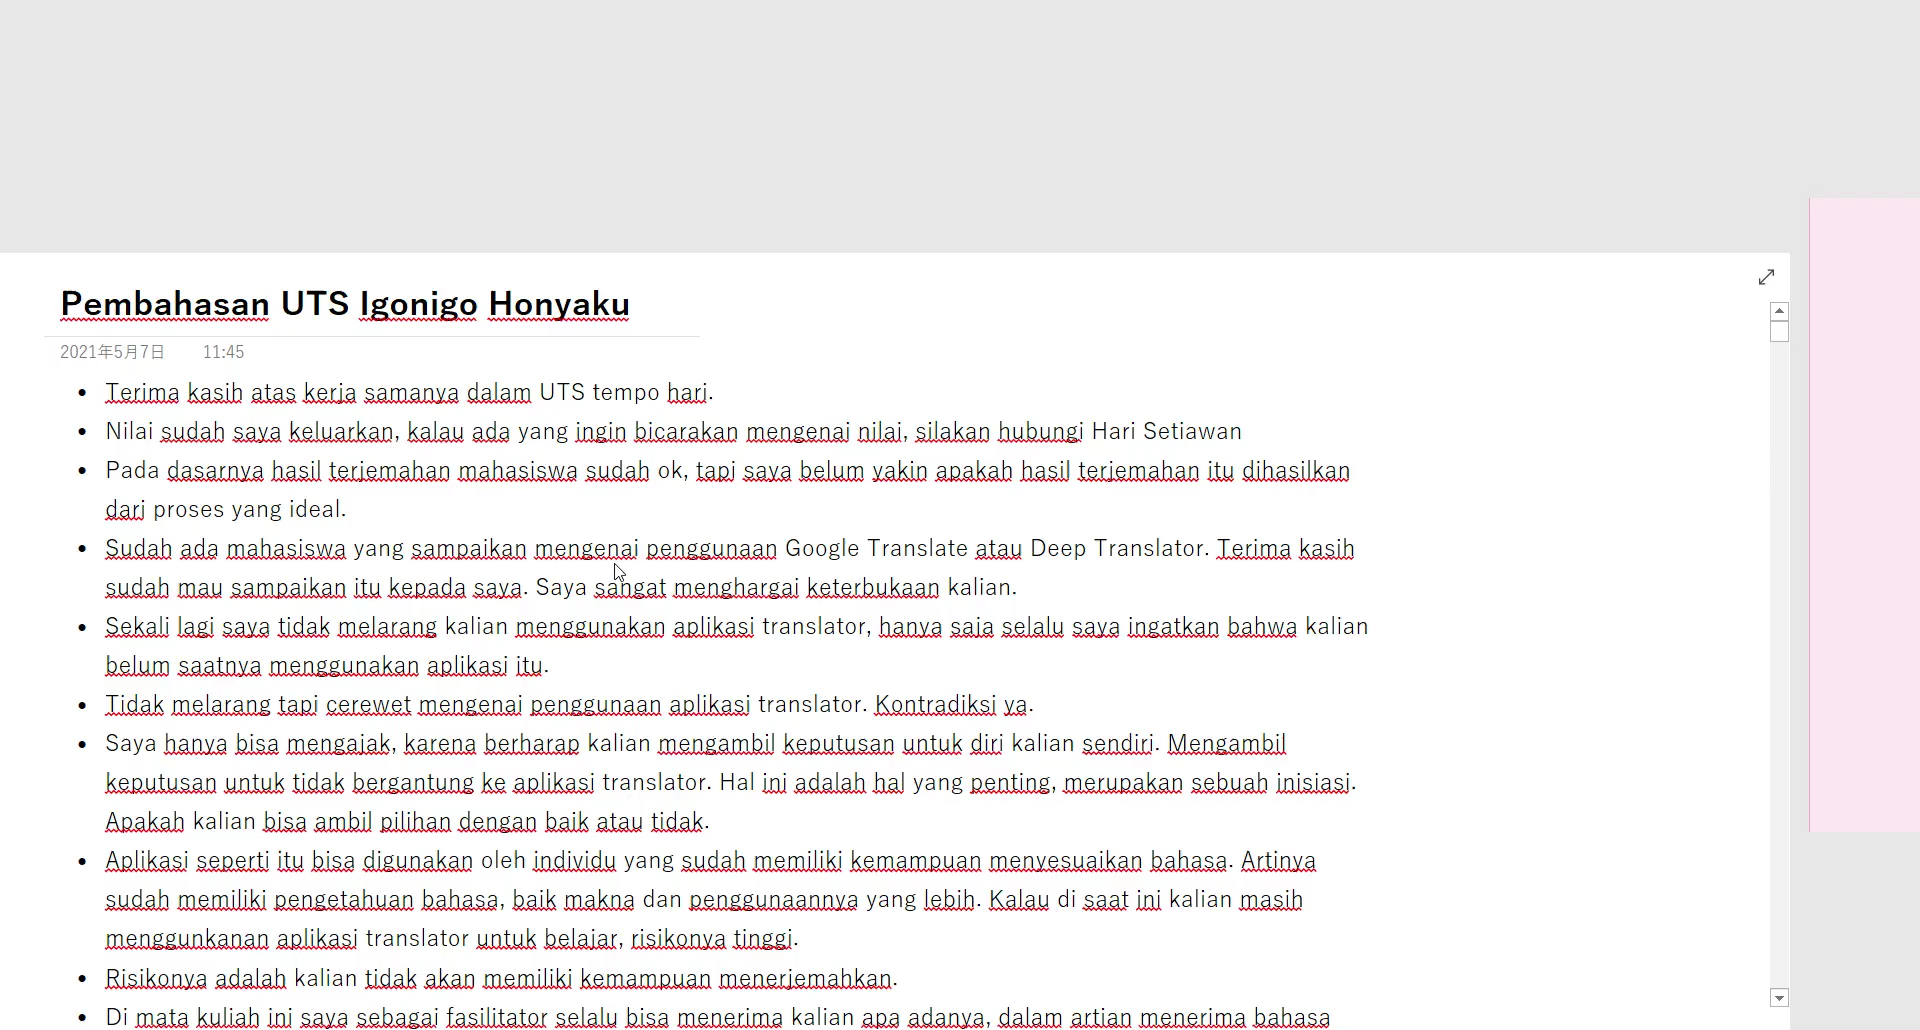 Pembahasan UTS Igonigo Honyaku
2021年5月7日 11:45
• Terima kasih atas kerja samanya dalam UTS tempo hari.
• Nilai sudah saya keluarkan, kalau ada yang ingin bicarakan mengenai nilai, silakan hubungi Hari Setiawan
• Pada dasarnya hasil terjemahan mahasiswa sudah ok, tapi saya belum yakin apakah hasil terjemahan itu dihasilkan
dari proses yang ideal.
• Sudah ada mahasiswa yang sampaikan mengenai penggunaan Google Translate atau Deep Translator. Terima kasih
sudah mau sampaikan itu kepada saya. Saya sangat menghargai keterbukaan kalian.
• Sekali lagi saya tidak melarang kalian menggunakan aplikasi translator, hanya saja selalu saya ingatkan bahwa kalian
belum saatnya menggunakan aplikasi itu.
• Tidak melarang tapi cerewet mengenai penggunaan aplikasi translator. Kontradiksi ya.
• Saya hanya bisa mengajak, karena berharap kalian mengambil keputusan untuk diri kalian sendiri. Mengambil
keputusan untuk tidak bergantung ke aplikasi translator. Hal ini adalah hal yang penting, merupakan sebuah inisiasi.
Apakah kalian bisa ambil pilihan dengan baik atau tidak.
• Aplikasi seperti itu bisa digunakan oleh individu yang sudah memiliki kemampuan menyesuaikan bahasa. Artinya
sudah memiliki pengetahuan bahasa, baik makna dan penggunaannya yang lebih. Kalau di saat ini kalian masih
menggunkanan aplikasi translator untuk belajar, risikonya tinggi.
• Risikonya adalah kalian tidak akan memiliki kemampuan menerjemahkan.
• Di mata kuliah ini saya sebagai fasilitator selalu bisa menerima kalian apa adanya, dalam artian menerima bahasa